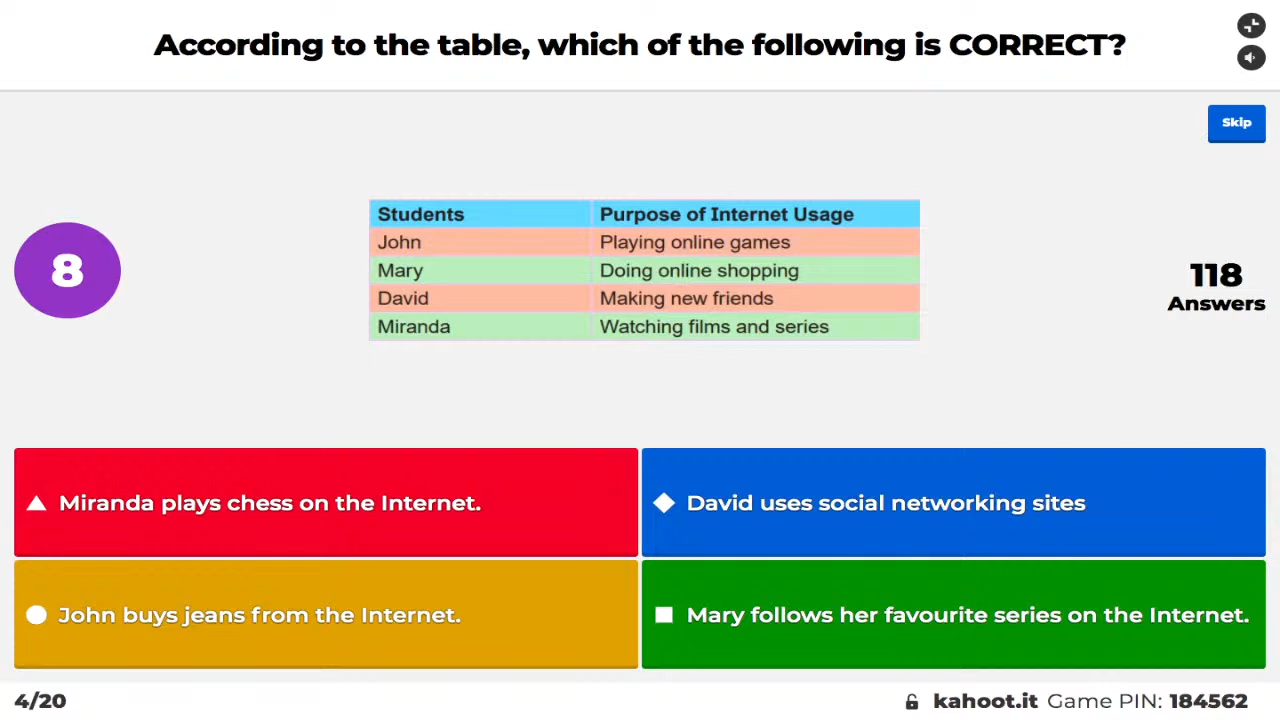 According to the table, which of the following is CORRECT?
Skip
8
Students Purpose of Internet Usage
John Playing online games
Mary Doing online shopping
David Making new friends
Miranda Watching films and series
118
Answers
Miranda plays chess on the Internet.
David uses social networking sites
John buys jeans from the Internet.
Mary follows her favourite series on the Internet.
4/20
kahoot.it Game PIN: 184562